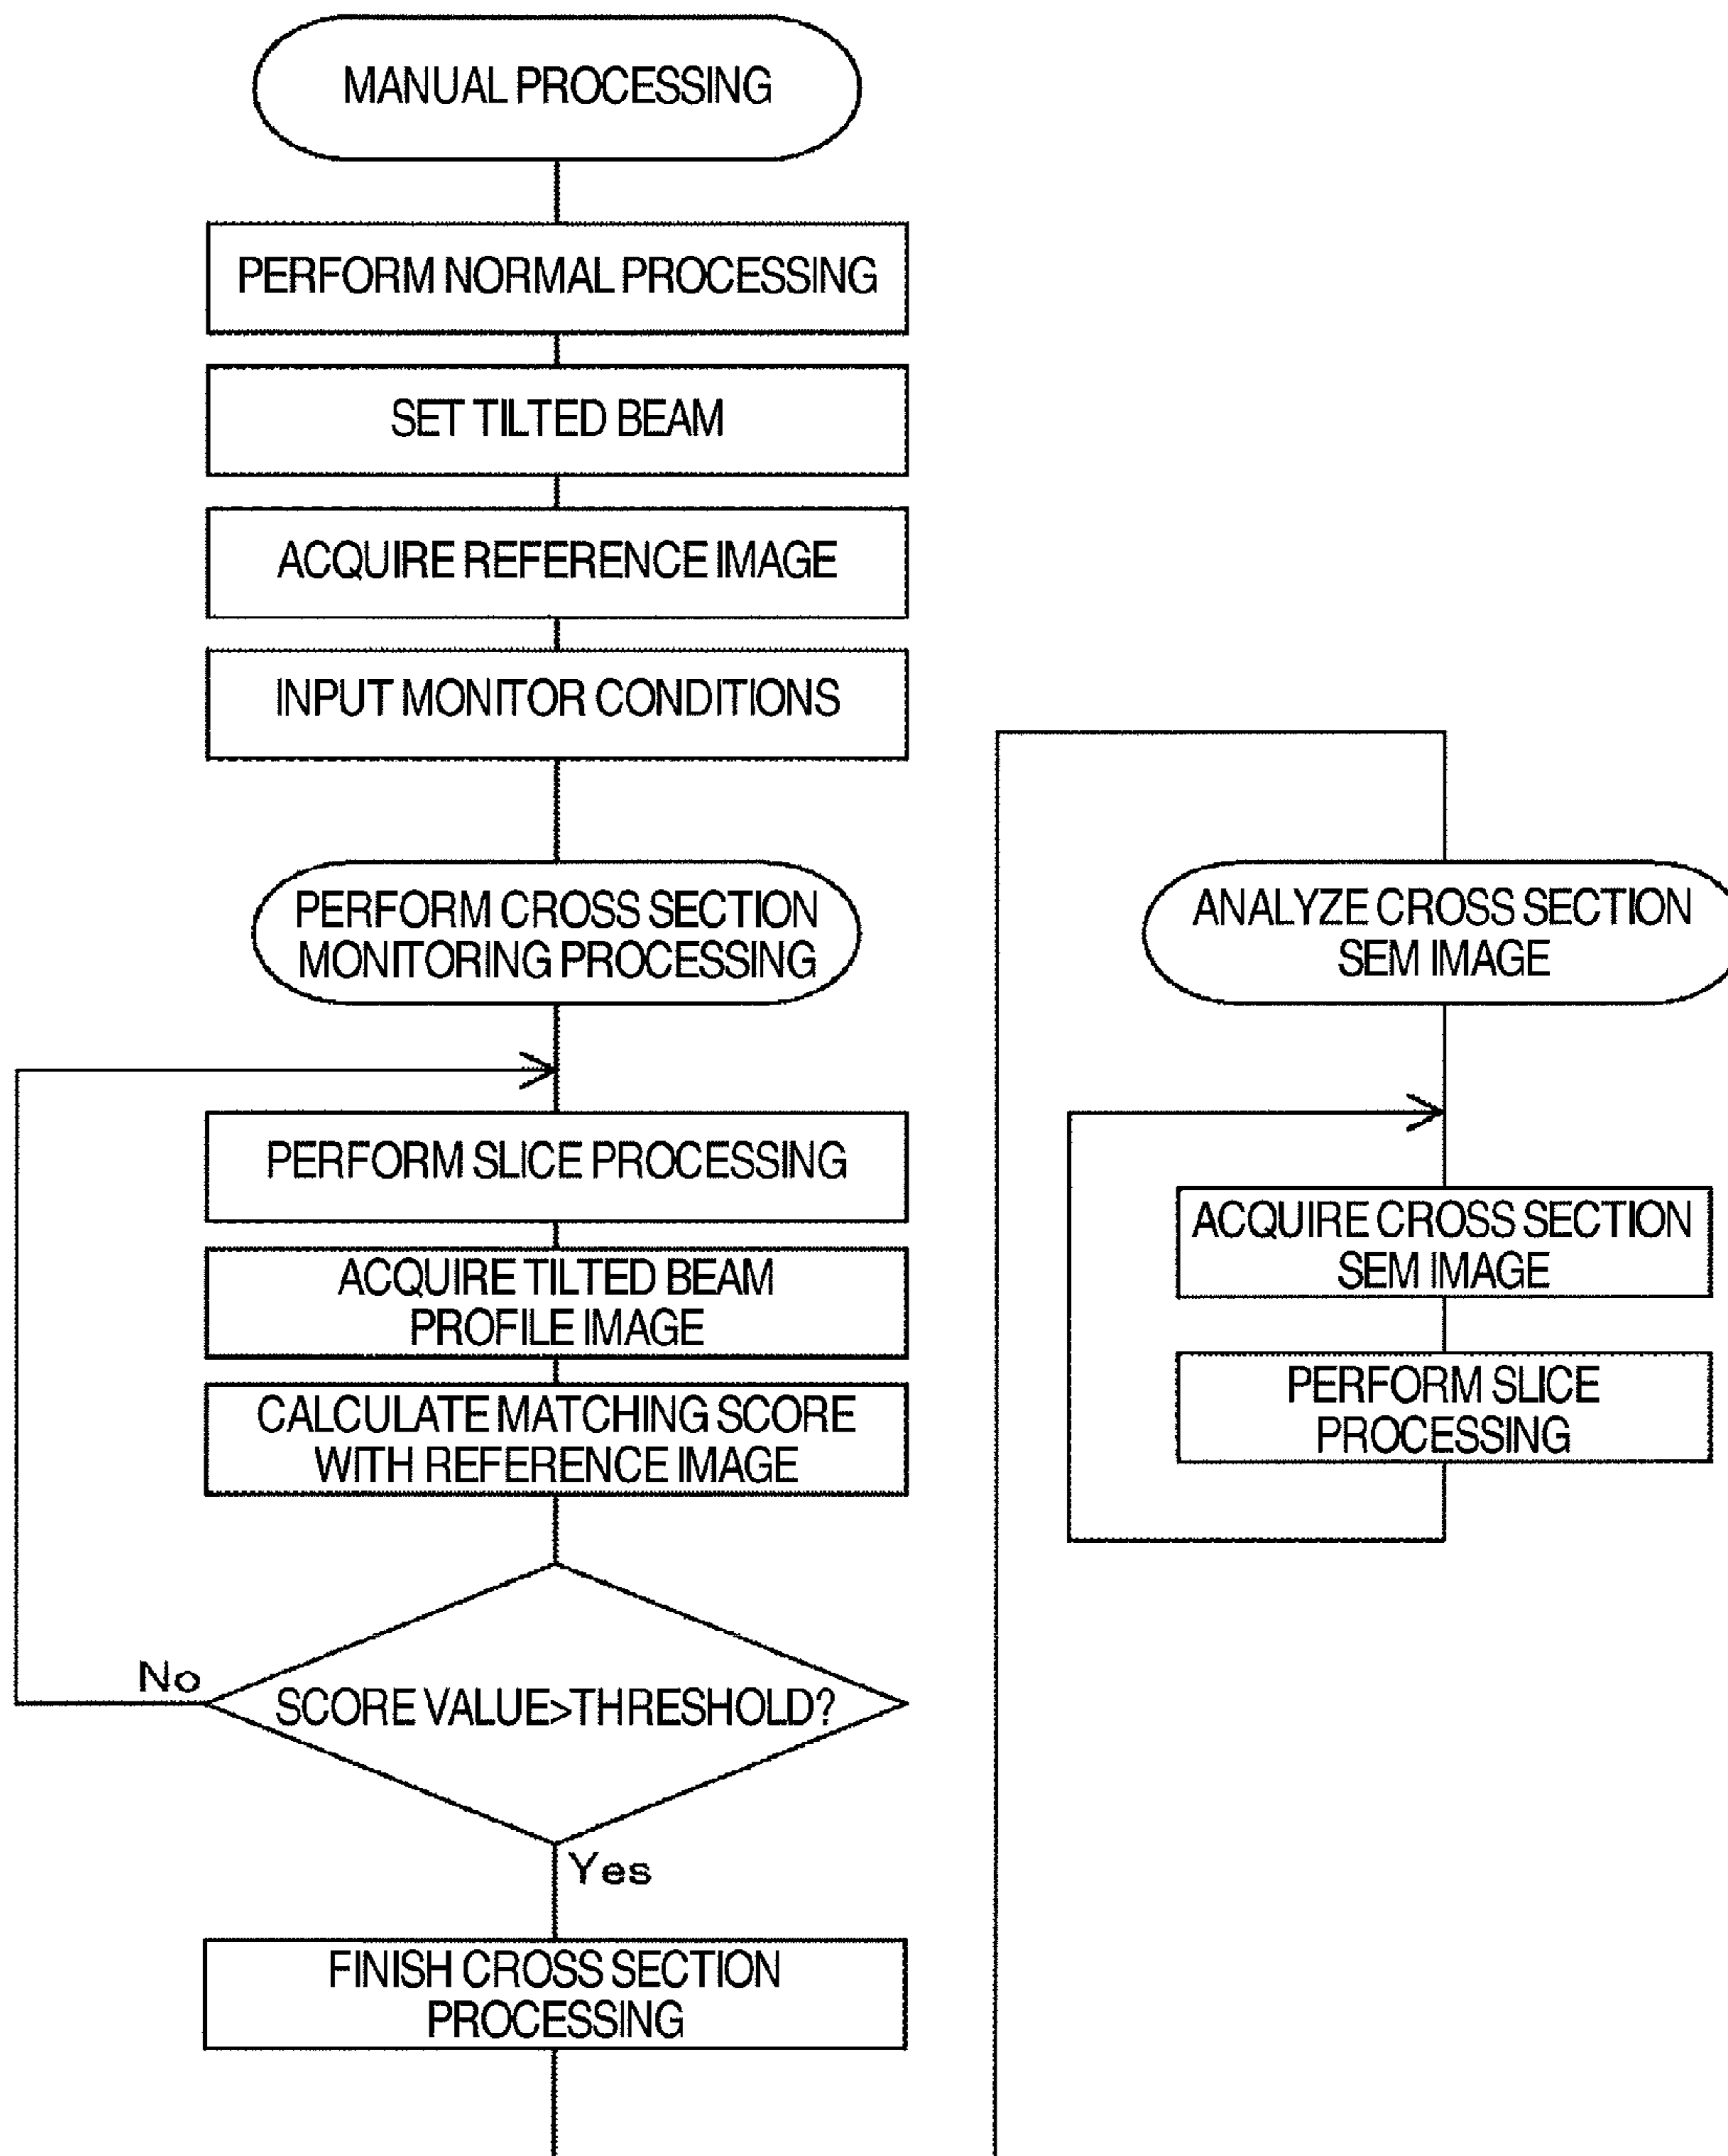 MANUAL PROCESSING
PERFORM NORMAL PROCESSING
SET TILTED BEAM
ACQUIRE REFERENCE IMAGE
INPUT MONITOR CONDITIONS
PERFORM CROSS SECTION
MONITORING PROCESSING
PERFORM SLICE PROCESSING
ACQUIRE TILTED BEAM
PROFILE IMAGE
CALCULATE MATCHING SCORE
WITH REFERENCE IMAGE
No
SCORE VALUE>THRESHOLD?
Yes
FINISH CROSS SECTION
PROCESSING
ANALYZE CROSS SECTION
SEM IMAGE
ACQUIRE CROSS SECTION
SEM IMAGE
PERFORM SLICE
PROCESSING